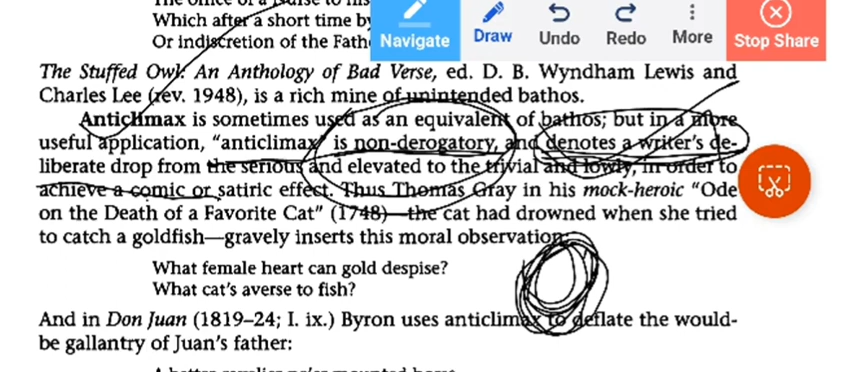 Which after a short time b
Or indiscretion of the Fath
Navigate
Draw
Undo
Redo
More
Stop Share
The Stuffed Owl: An Anthology of Bad Verse, ed. D. B. Wyndham Lewis and
Charles Lee (rev. 1948), is a rich mine of unintended bathos.
Anticlimax is sometimes used as an equivalent of bathos; but in a more
useful application, “anticlimax” is non-derogatory, and denotes a writer’s de-
liberate drop from the serious and elevated to the trivial and lowly, in order to
achieve a comic or satiric effect. Thus Thomas Gray in his mock-heroic “Ode
on the Death of a Favorite Cat” (1748)—the cat had drowned when she tried
to catch a goldfish—gravely inserts this moral observation:
What female heart can gold despise?
What cat’s averse to fish?
And in Don Juan (1819–24; I. ix.) Byron uses anticlimax to deflate the would-
be gallantry of Juan’s father: